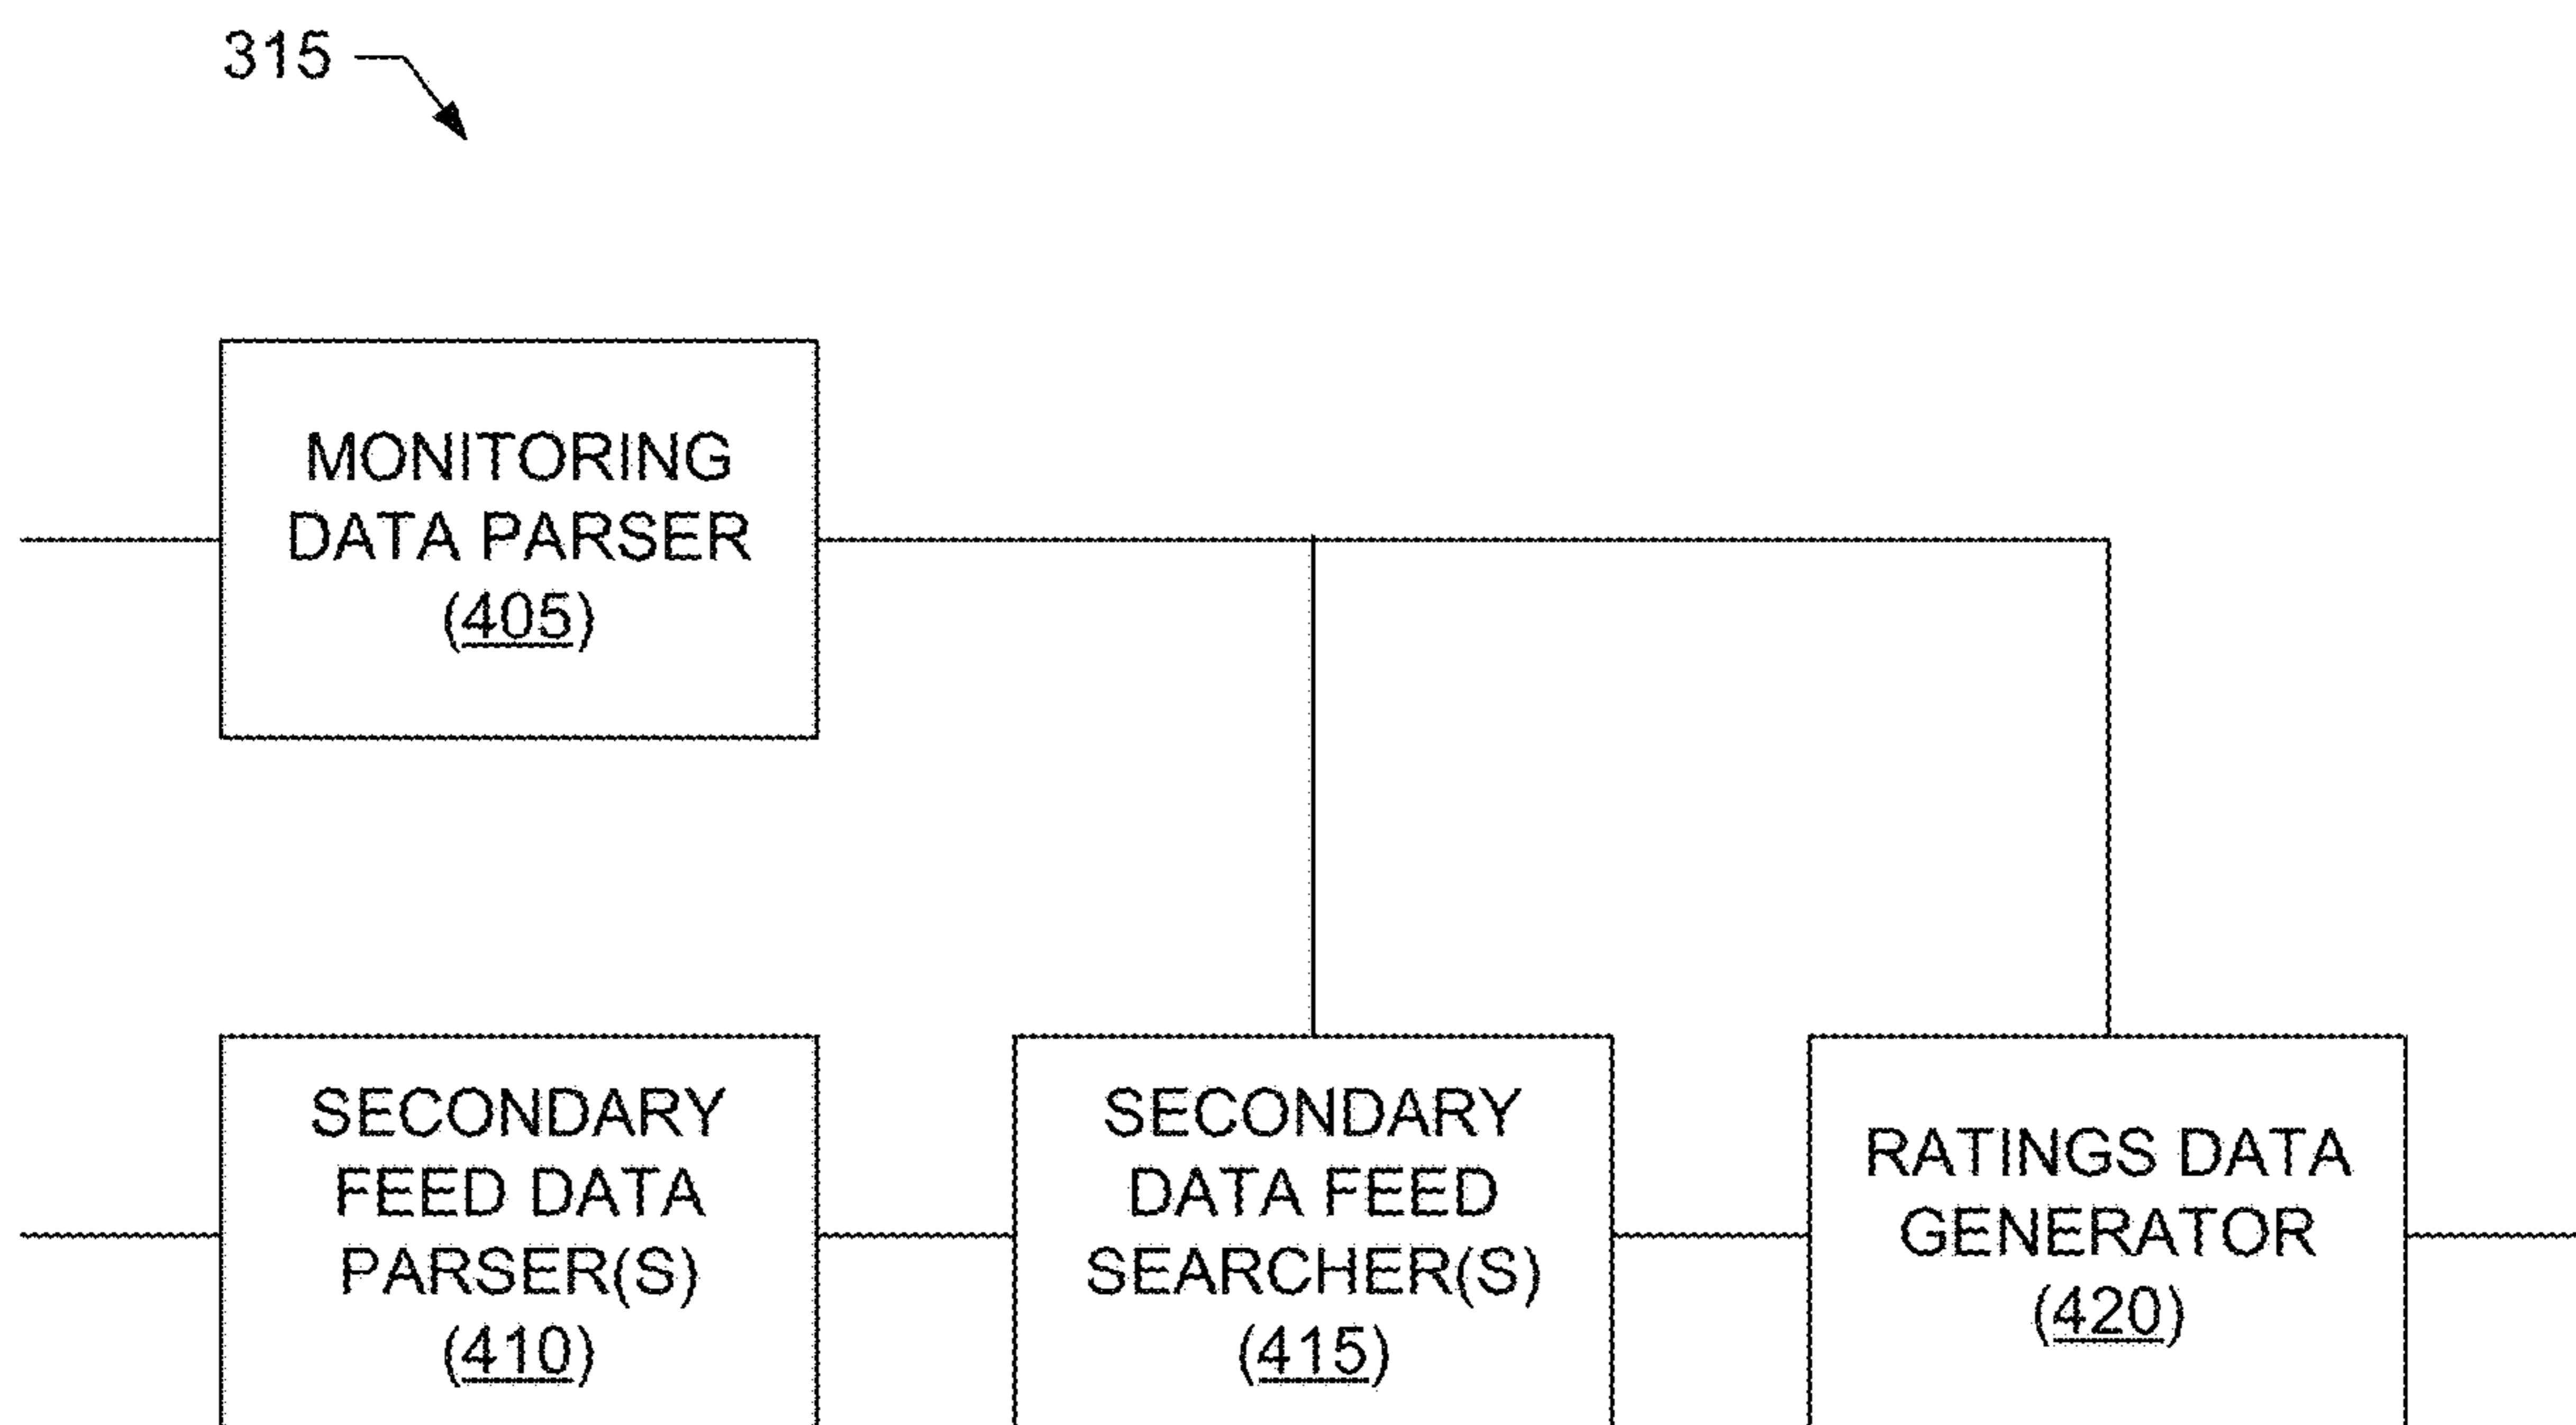 315
MONITORING
DATA PARSER
(405)
SECONDARY
FEED DATA
PARSER(S)
(410)
SECONDARY
DATA FEED
SEARCHER(S)
(415)
RATINGS DATA
GENERATOR
(420)